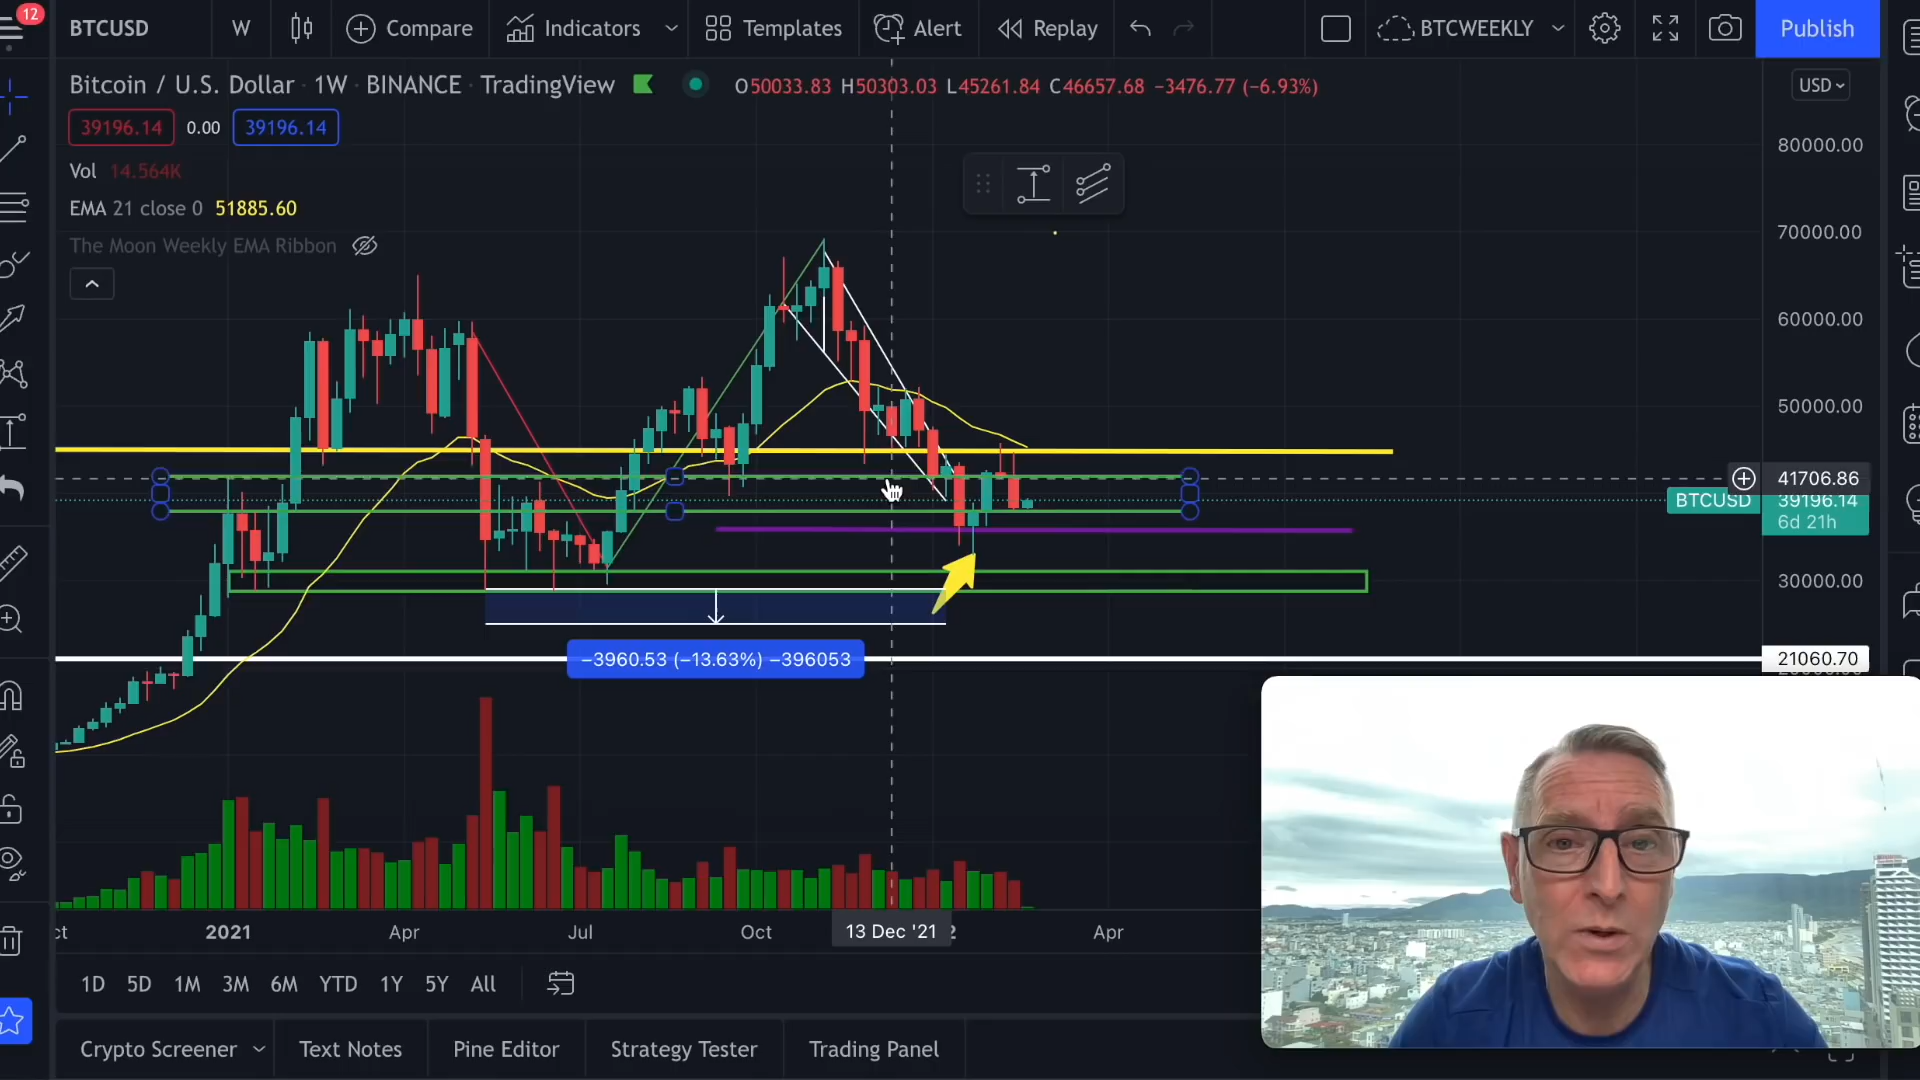 12
BTCUSD
W
Compare
Indicators
Templates
Alert
Replay
BTCWEEKLY
Publish
Bitcoin / U.S. Dollar · 1W · BINANCE · TradingView
O50033.83 H50303.03 L45261.84 C46657.68 −3476.77 (−6.93%)
USD
39196.14
0.00
39196.14
Vol 14.564K
EMA 21 close 0 51885.60
The Moon Weekly EMA Ribbon
80000.00
70000.00
60000.00
50000.00
41706.86
BTCUSD
39196.14
6d 21h
30000.00
−3960.53 (−13.63%) −396053
21060.70
2021
Apr
Jul
Oct
13 Dec '21
Apr
1D 5D 1M 3M 6M YTD 1Y 5Y All
Crypto Screener
Text Notes
Pine Editor
Strategy Tester
Trading Panel